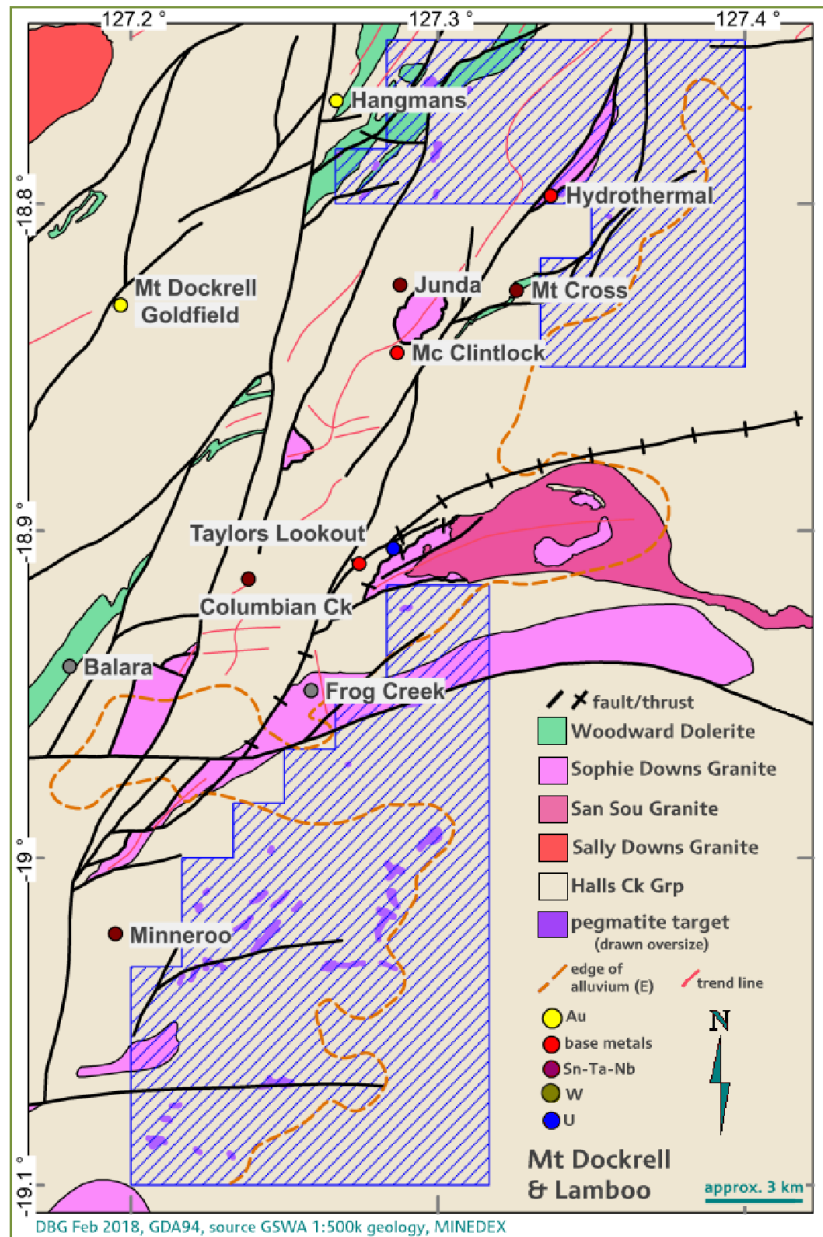 127.2 °
127.3 °
127.4 °
Hangmans
-18.8 °
Hydrothermal
Mt Dockrell
Goldfield
Junda
Mt Cross
Mc Clintlock
-18.9 °
Taylors Lookout
Columbian Ck
Balara
Frog Creek
fault/thrust
Woodward Dolerite
Sophie Downs Granite
San Sou Granite
Sally Downs Granite
-19 °
Halls Ck Grp
pegmatite target
(drawn oversize)
Minneroo
edge of
alluvium (E)
trend line
N
Au
base metals
Sn-Ta-Nb
W
U
Mt Dockrell
& Lamboo
approx. 3 km
-19.1 °
DBG Feb 2018, GDA94, source GSWA 1:500k geology, MINEDEX